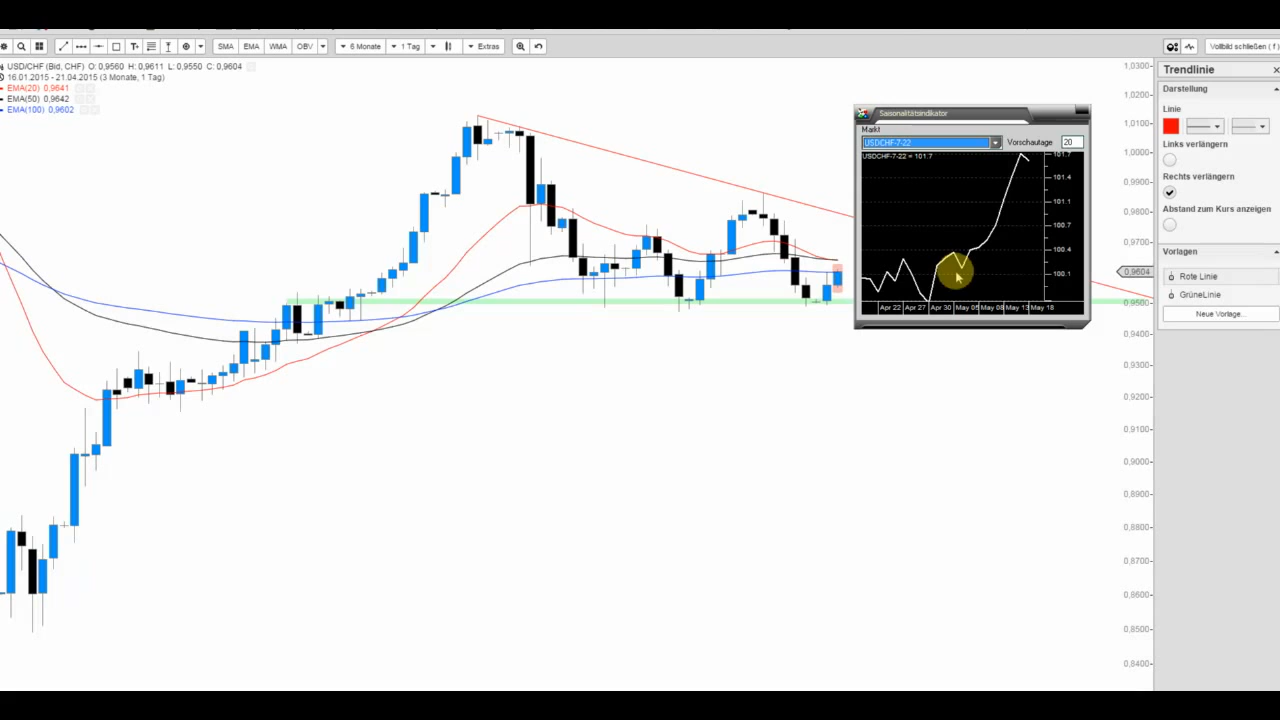 SMA EMA WMA OBV 6 Monate 1 Tag Extras Vollbild schließen ( f )
USD/CHF (Bid, CHF) O: 0,9560 H: 0,9611 L: 0,9550 C: 0,9604
16.01.2015 - 21.04.2015 (3 Monate, 1 Tag)
EMA(20) 0,9641
EMA(50) 0,9642
EMA(100) 0,9602
Saisonalitätsindikator
Markt
USDCHF-7-22 Vorschautage 20
USDCHF-7-22 = 101.7
101.7
101.4
101.1
100.7
100.4
100.1
Apr 22 Apr 27 Apr 30 May 05 May 08 May 13 May 18
1,0300
1,0200
1,0100
1,0000
0,9900
0,9800
0,9700
0,9604
0,9500
0,9400
0,9300
0,9200
0,9100
0,9000
0,8900
0,8800
0,8700
0,8600
0,8500
0,8400
Trendlinie
Darstellung
Linie
Links verlängern
Rechts verlängern
Abstand zum Kurs anzeigen
Vorlagen
Rote Linie
GrüneLinie
Neue Vorlage...